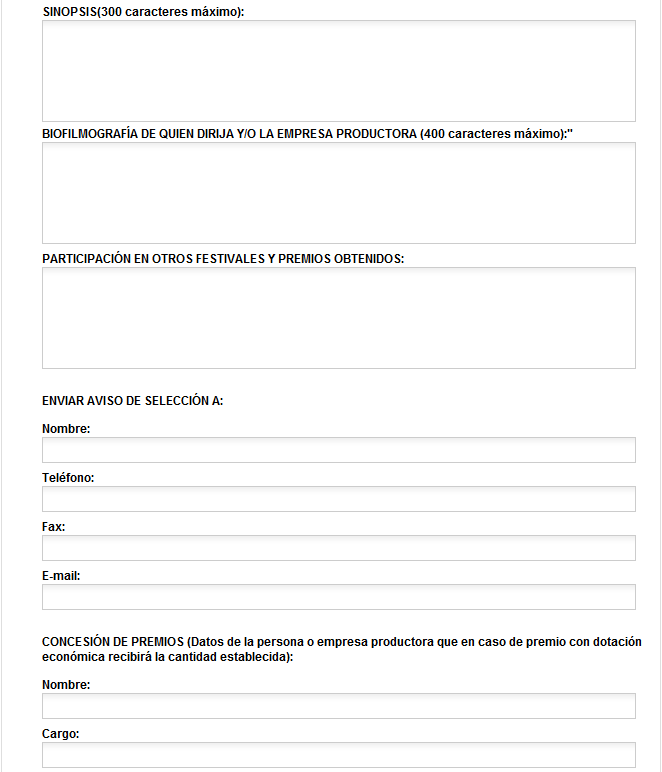 SINOPSIS(300 caracteres máximo):
BIOFILMOGRAFÍA DE QUIEN DIRIJA Y/O LA EMPRESA PRODUCTORA (400 caracteres máximo):"
PARTICIPACIÓN EN OTROS FESTIVALES Y PREMIOS OBTENIDOS:
ENVIAR AVISO DE SELECCIÓN A:
Nombre:
Teléfono:
Fax:
E-mail:
CONCESIÓN DE PREMIOS (Datos de la persona o empresa productora que en caso de premio con dotación
económica recibirá la cantidad establecida):
Nombre:
Cargo: